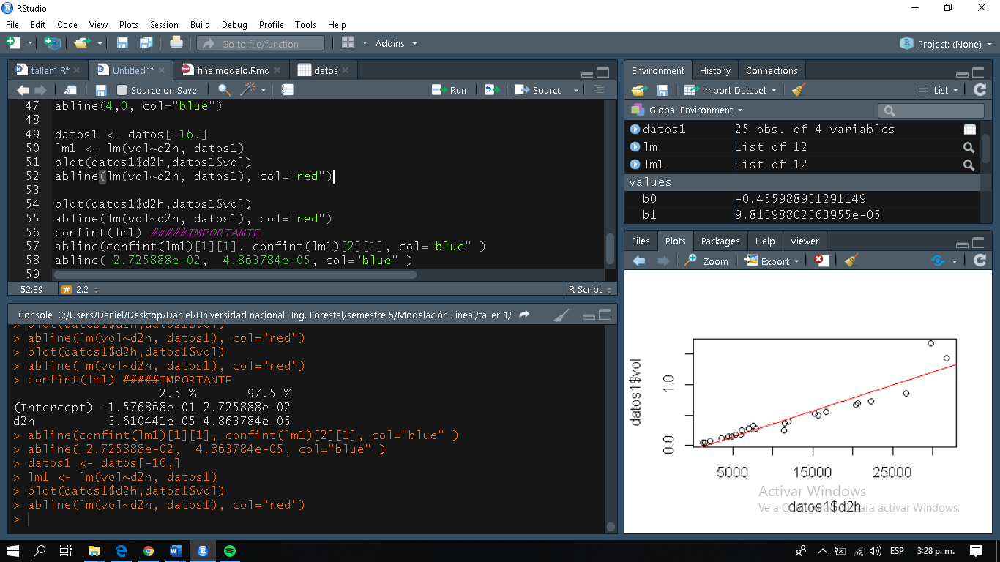 RStudio
File Edit Code View Plots Session Build Debug Profile Tools Help
Go to file/function Addins Project: (None)
taller1.R* Untitled1* finalmodelo.Rmd datos
Source on Save Run Source
47 abline(4,0, col="blue")
48
49 datos1 <- datos[-16,]
50 lm1 <- lm(vol~d2h, datos1)
51 plot(datos1$d2h,datos1$vol)
52 abline(lm(vol~d2h, datos1), col="red")
53
54 plot(datos1$d2h,datos1$vol)
55 abline(lm(vol~d2h, datos1), col="red")
56 confint(lm1) #####IMPORTANTE
57 abline(confint(lm1)[1][1], confint(lm1)[2][1], col="blue" )
58 abline( 2.725888e-02,  4.863784e-05, col="blue" )
59
52:39 # 2.2 R Script
Console C:/Users/Daniel/Desktop/Daniel/Universidad nacional- Ing. Forestal/semestre 5/Modelación Lineal/taller 1/
> plot(datos1$d2h,datos1$vol)
> abline(lm(vol~d2h, datos1), col="red")
> plot(datos1$d2h,datos1$vol)
> abline(lm(vol~d2h, datos1), col="red")
> confint(lm1) #####IMPORTANTE
2.5 % 97.5 %
(Intercept) -1.576868e-01 2.725888e-02
d2h 3.610441e-05 4.863784e-05
> abline(confint(lm1)[1][1], confint(lm1)[2][1], col="blue" )
> abline( 2.725888e-02,  4.863784e-05, col="blue" )
> datos1 <- datos[-16,]
> lm1 <- lm(vol~d2h, datos1)
> plot(datos1$d2h,datos1$vol)
> abline(lm(vol~d2h, datos1), col="red")
>
Environment History Connections
Import Dataset List
Global Environment
datos1 25 obs. of 4 variables
lm List of 12
lm1 List of 12
Values
b0 -0.455988931291149
b1 9.81398802363955e-05
Files Plots Packages Help Viewer
Zoom Export
datos1$vol
1.0
0.0
5000 15000 25000
datos1$d2h
Activar Windows
Ve a Configuración para activar Windows.
ESP 3:28 p. m.